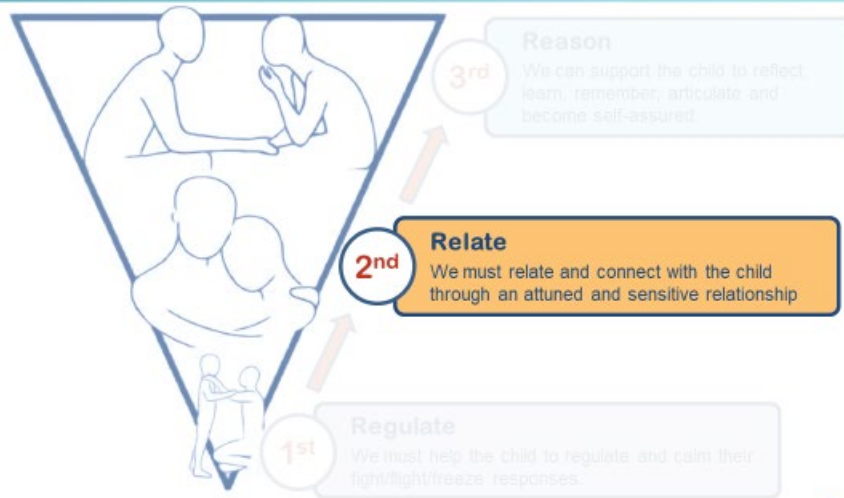 3rd
Reason
We can support the child to reflect,
learn, remember, articulate and
become self-assured.
2nd
Relate
We must relate and connect with the child
through an attuned and sensitive relationship
1st
Regulate
We must help the child to regulate and calm their
fight/flight/freeze responses.